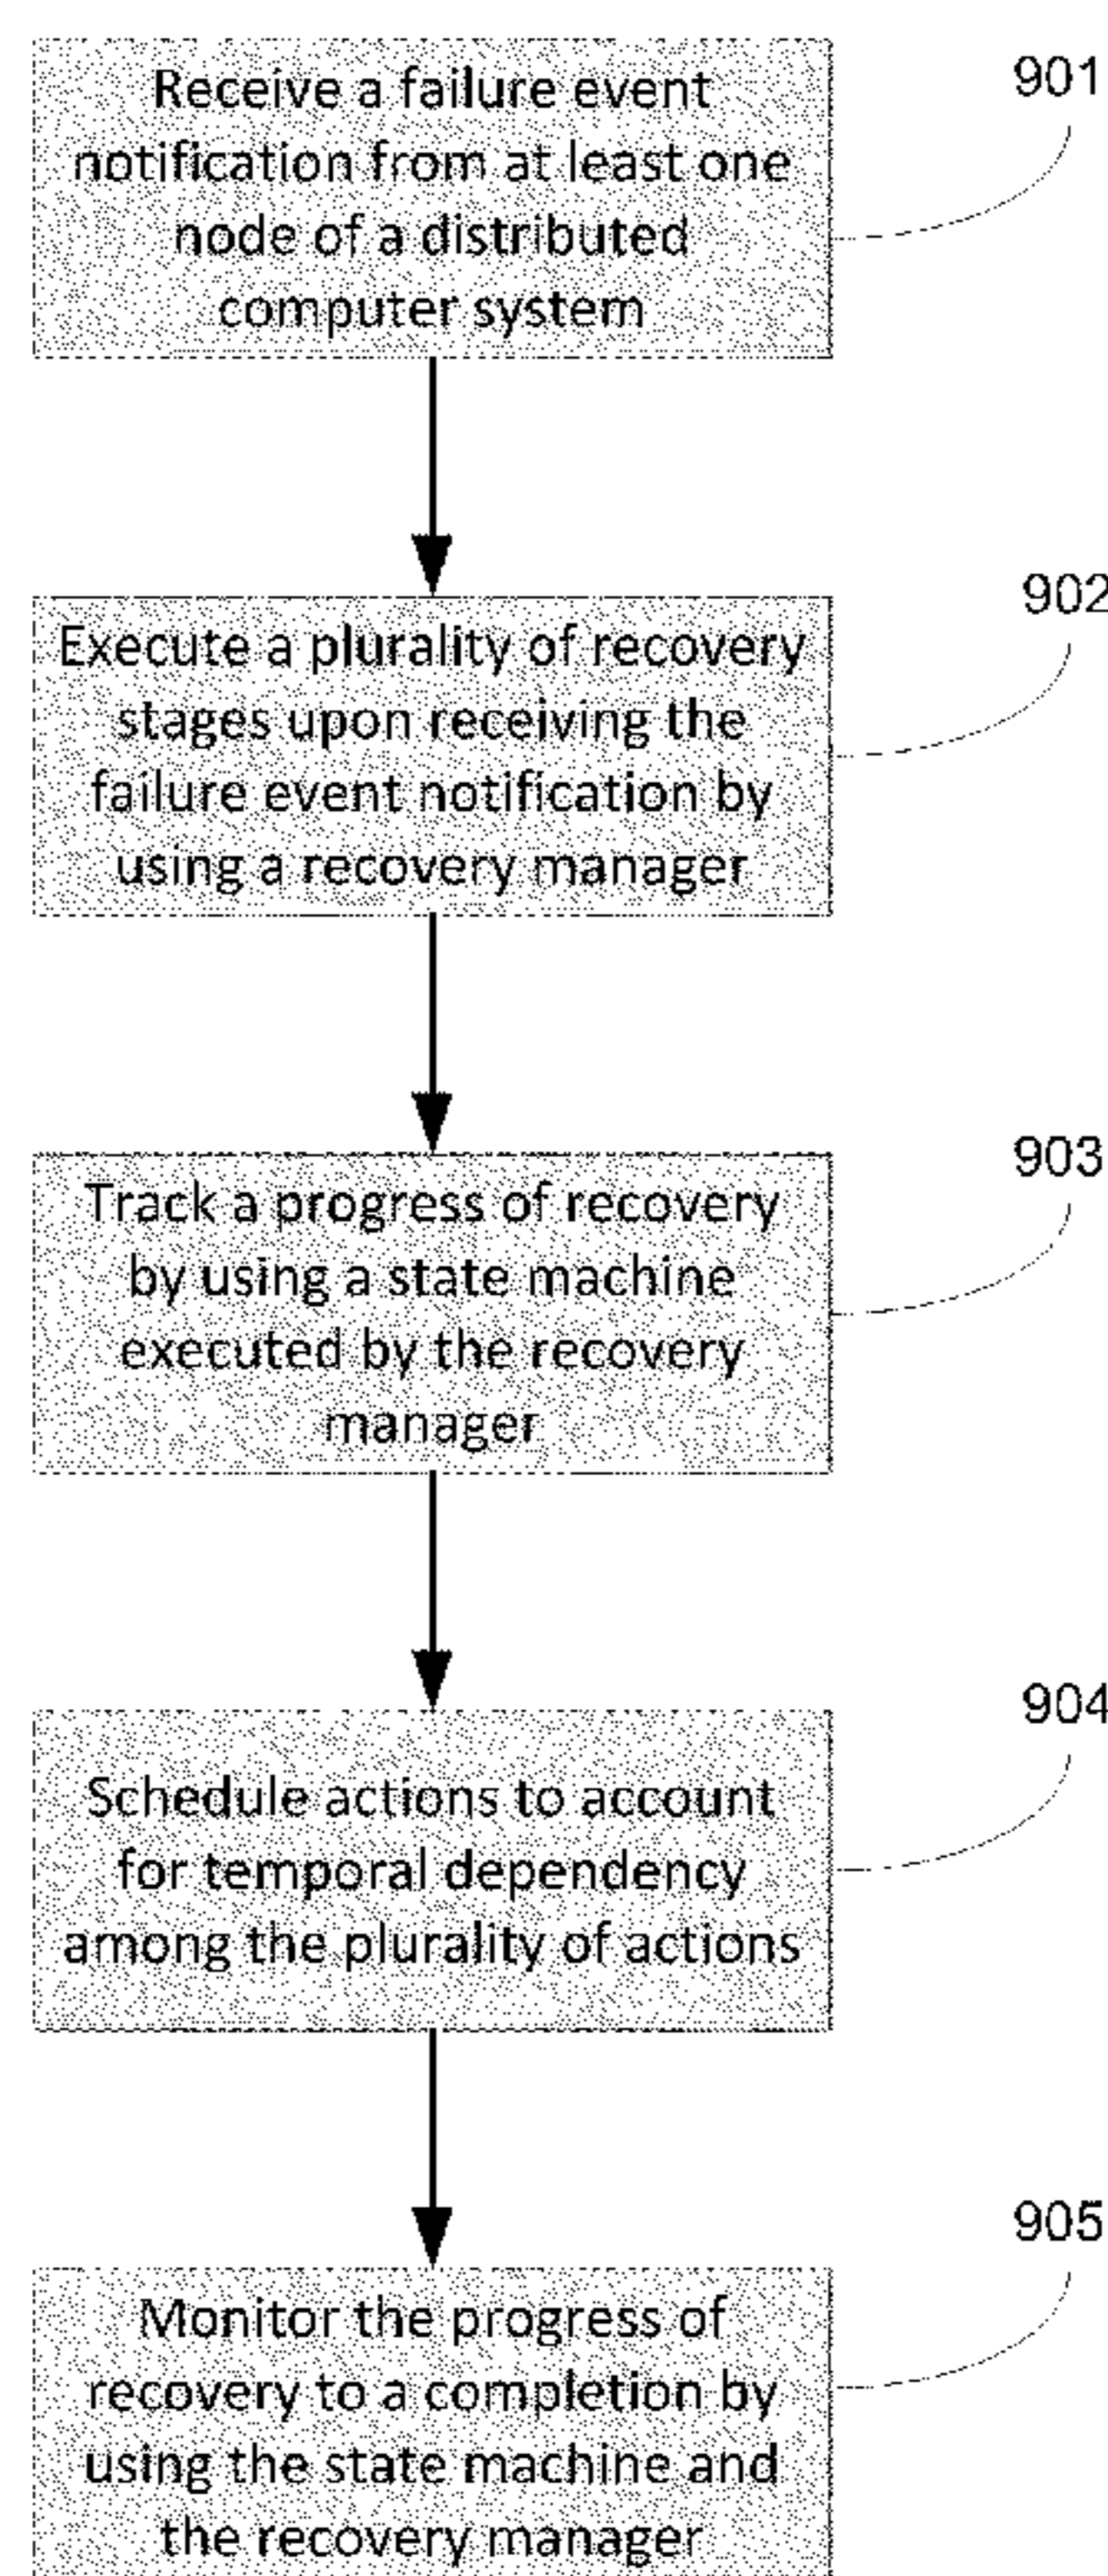 Receive a failure event
notification from at least one
node of a distributed
computer system
901
Execute a plurality of recovery
stages upon receiving the
failure event notification by
using a recovery manager
902
Track a progress of recovery
by using a state machine
executed by the recovery
manager
903
Schedule actions to account
for temporal dependency
among the plurality of actions
904
Monitor the progress of
recovery to a completion by
using the state machine and
the recovery manager
905